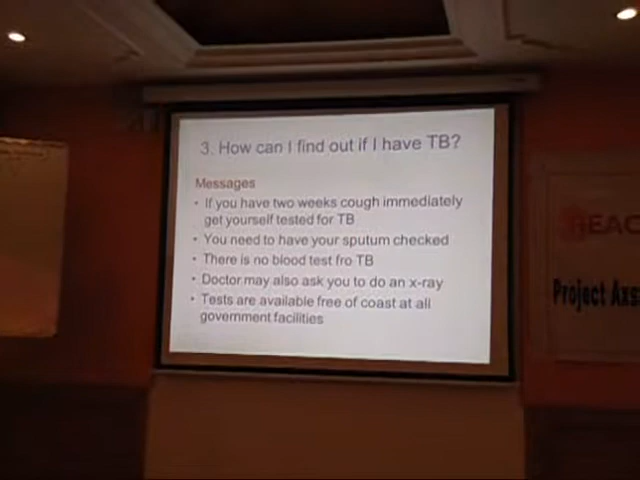 3. How can I find out if I have TB?
Messages
• If you have two weeks cough immediately
get yourself tested for TB
• You need to have your sputum checked
• There is no blood test fro TB
• Doctor may also ask you to do an x-ray
• Tests are available free of coast at all
government facilities
REAC
Project Axs